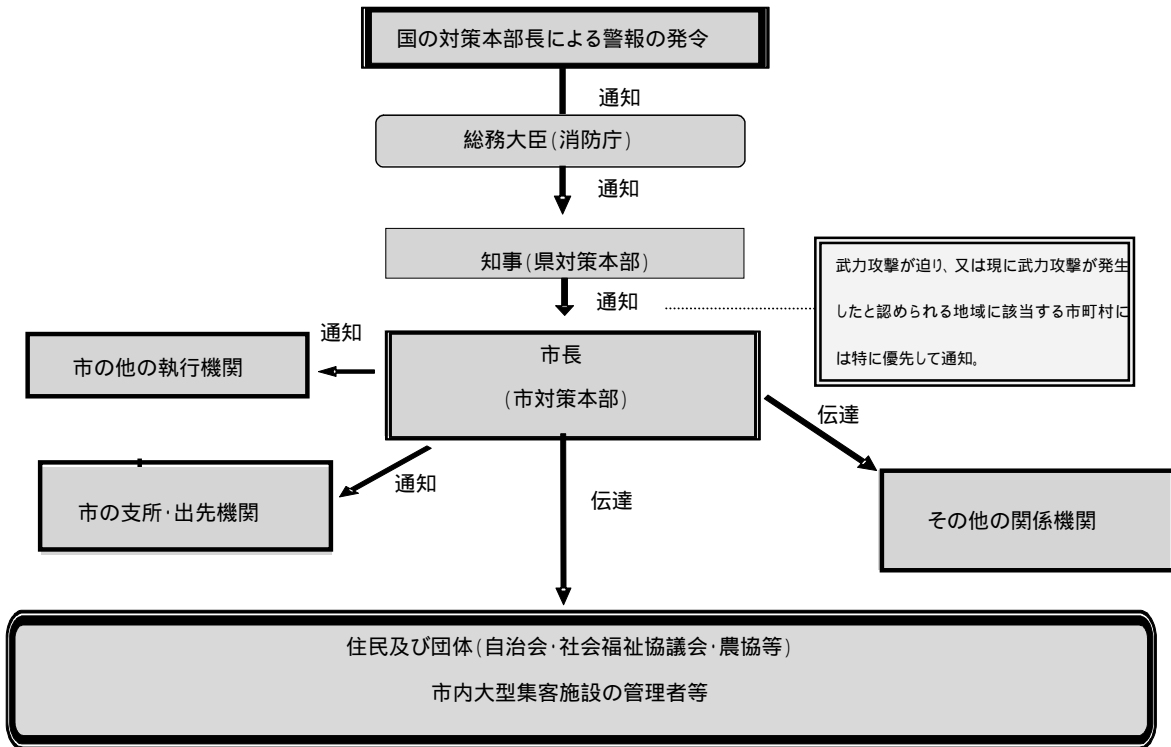 国の対策本部長による警報の発令
通知
総務大臣(消防庁)
通知
知事(県対策本部)
通知
武力攻撃が迫り、又は現に武力攻撃が発生
したと認められる地域に該当する市町村に
は特に優先して通知。
通知
市の他の執行機関
市長
(市対策本部)
伝達
通知
市の支所・出先機関
伝達
その他の関係機関
住民及び団体(自治会・社会福祉協議会・農協等)
市内大型集客施設の管理者等